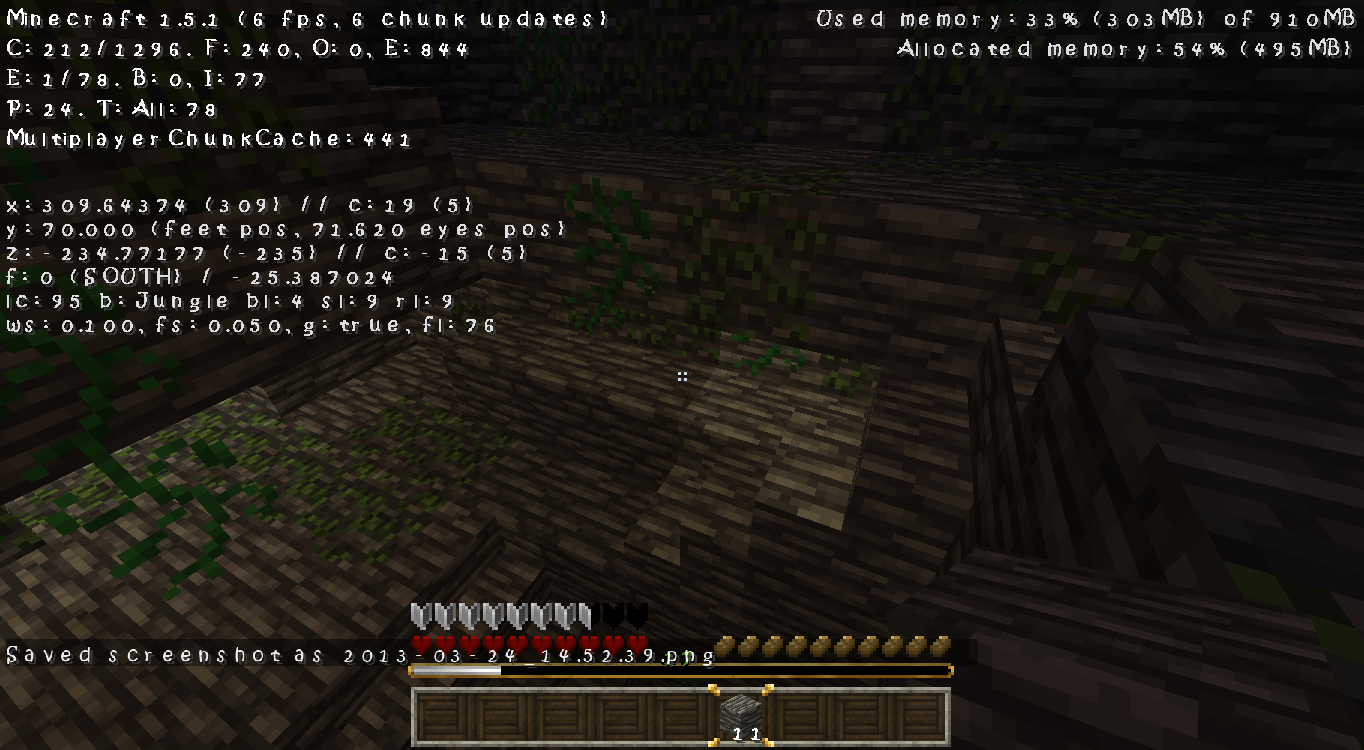 Minecraft 1.5.1 (6 fps, 6 chunk updates)
Used memory: 33% (303MB) of 910MB
C: 212/1296. F: 240, O: 0, E: 844
Allocated memory: 54% (495MB)
E: 1/78. B: 0, I: 77
P: 24. T: All: 78
MultiplayerChunkCache: 441
x: 309.64374 (309) // c: 19 (5)
y: 70.000 (feet pos, 71.620 eyes pos)
z: -234.77177 (-235) // c: -15 (5)
f: 0 (SOUTH) / -25.387024
lc: 95 b: Jungle bl: 4 sl: 9 rl: 9
ws: 0.100, fs: 0.050, g: true, fl: 76
Saved screenshot as 2013-03-24_14.52.39.png
11